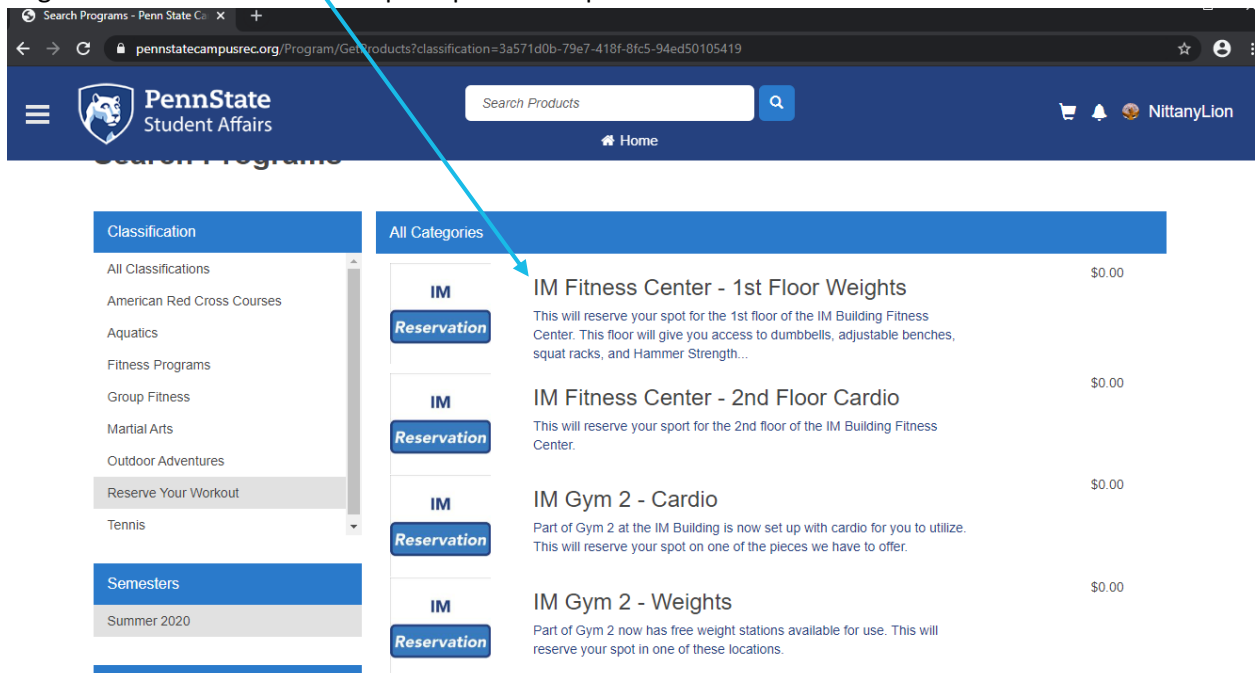 Search Programs - Penn State Ca
pennstatecampusrec.org/Program/GetProducts?classification=3a571d0b-79e7-418f-8fc5-94ed50105419
PennState
Student Affairs
Search Products
Home
NittanyLion
Search Programs
Classification
All Classifications
American Red Cross Courses
Aquatics
Fitness Programs
Group Fitness
Martial Arts
Outdoor Adventures
Reserve Your Workout
Tennis
Semesters
Summer 2020
All Categories
IM
Reservation
IM Fitness Center - 1st Floor Weights
$0.00
This will reserve your spot for the 1st floor of the IM Building Fitness
Center. This floor will give you access to dumbbells, adjustable benches,
squat racks, and Hammer Strength...
IM
Reservation
IM Fitness Center - 2nd Floor Cardio
$0.00
This will reserve your sport for the 2nd floor of the IM Building Fitness
Center.
IM
Reservation
IM Gym 2 - Cardio
$0.00
Part of Gym 2 at the IM Building is now set up with cardio for you to utilize.
This will reserve your spot on one of the pieces we have to offer.
IM
Reservation
IM Gym 2 - Weights
$0.00
Part of Gym 2 now has free weight stations available for use. This will
reserve your spot in one of these locations.